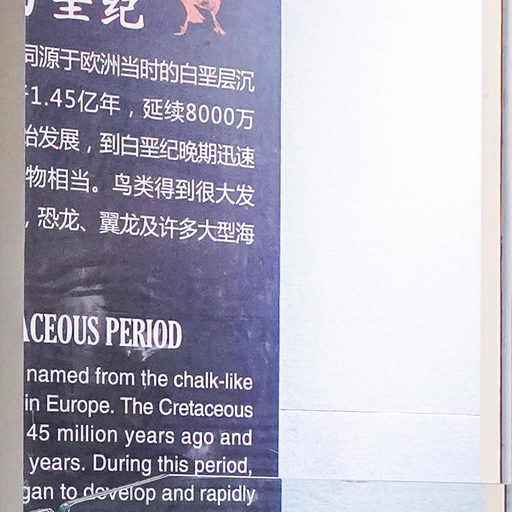 垩纪
同源于欧洲当时的白垩层沉
1.45亿年，延续8000万
始发展，到白垩纪晚期迅速
物相当。鸟类得到很大发
，恐龙、翼龙及许多大型海
ACEOUS PERIOD
named from the chalk-like
in Europe. The Cretaceous
45 million years ago and
years. During this period,
gan to develop and rapidly